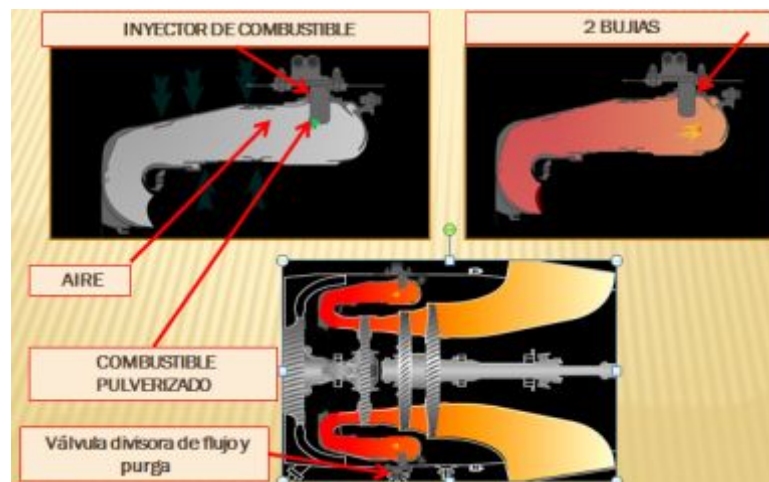 INYECTOR DE COMBUSTIBLE
2 BUJIAS
AIRE
COMBUSTIBLE
PULVERIZADO
Válvula divisora de flujo y
purga